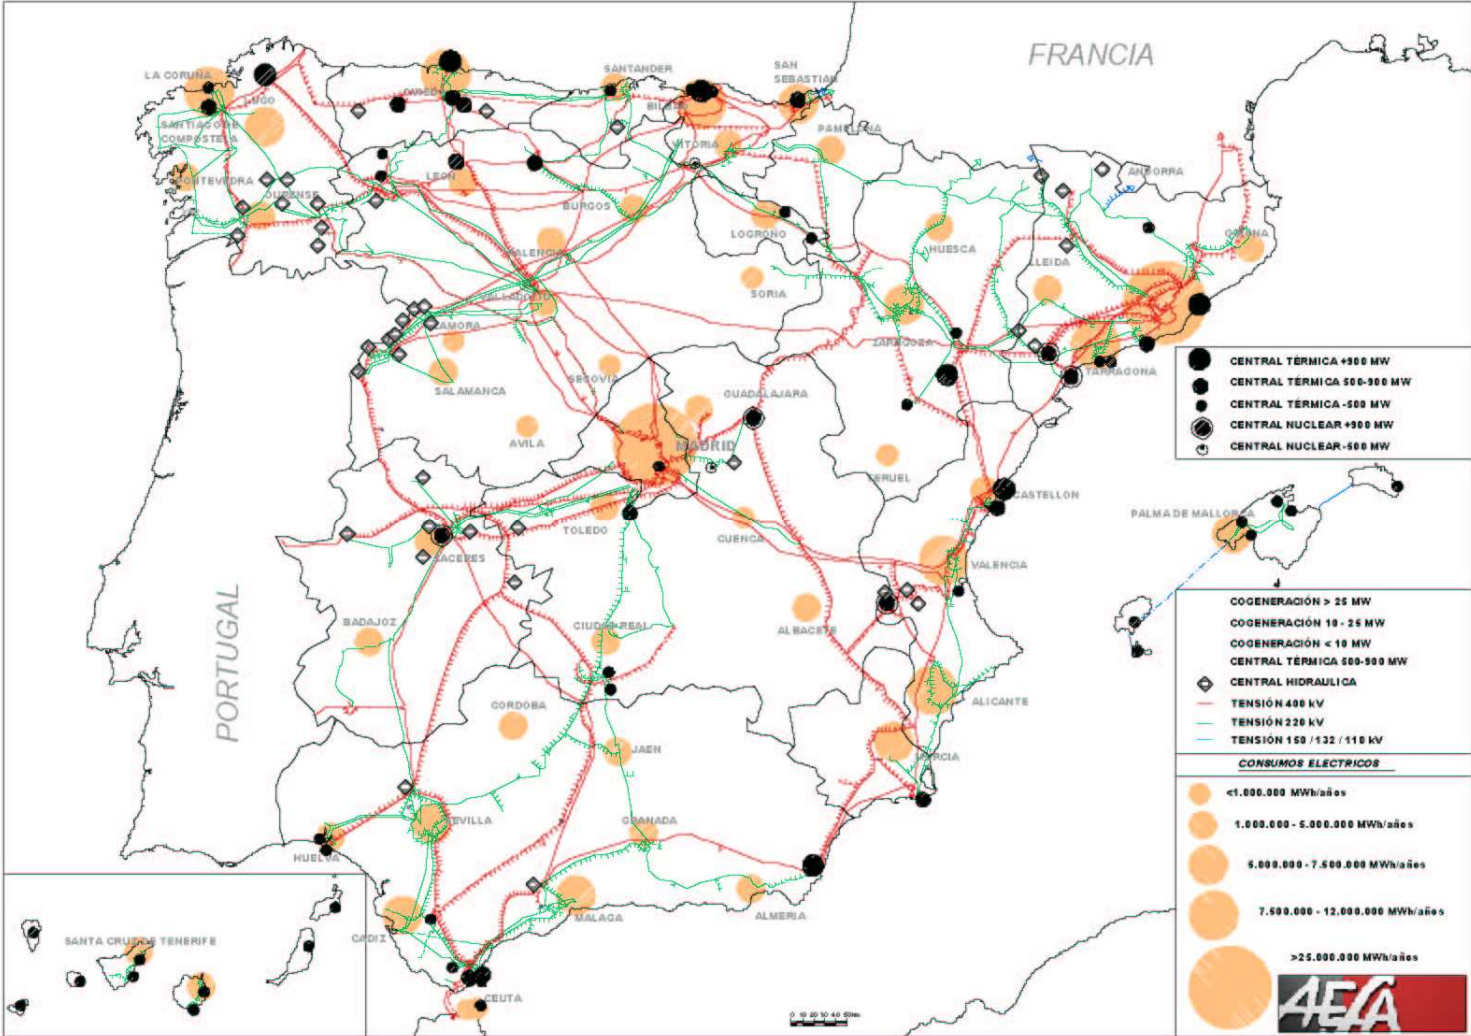 FRANCIA
LA CORUÑA
LUGO
SANTIAGO DE
COMPOSTELA
PONTEVEDRA
OURENSE
OVIEDO
LEON
SANTANDER
BILBAO
SAN
SEBASTIAN
VITORIA
PAMPLONA
BURGOS
LOGROÑO
HUESCA
ANDORRA
GIRONA
LLEIDA
VALENCIA
VALLADOLID
SORIA
ZARAGOZA
ZAMORA
SALAMANCA
SEGOVIA
GUADALAJARA
TARRAGONA
AVILA
MADRID
TERUEL
CASTELLON
TOLEDO
CUENCA
CACERES
VALENCIA
PORTUGAL
BADAJOZ
CIUDAD REAL
ALBACETE
ALICANTE
CORDOBA
JAEN
MURCIA
SEVILLA
GRANADA
HUELVA
CADIZ
MALAGA
ALMERIA
CEUTA
SANTA CRUZ DE TENERIFE
PALMA DE MALLORCA
CENTRAL TÉRMICA +900 MW
CENTRAL TÉRMICA 500-900 MW
CENTRAL TÉRMICA -500 MW
CENTRAL NUCLEAR +900 MW
CENTRAL NUCLEAR -500 MW
COGENERACIÓN > 25 MW
COGENERACIÓN 10 - 25 MW
COGENERACIÓN < 10 MW
CENTRAL TÉRMICA 500-900 MW
CENTRAL HIDRAULICA
TENSIÓN 400 kV
TENSIÓN 220 kV
TENSIÓN 150 / 132 / 110 kV
CONSUMOS ELECTRICOS
<1.000.000 MWh/años
1.000.000 - 5.000.000 MWh/años
5.000.000 - 7.500.000 MWh/años
7.500.000 - 12.000.000 MWh/años
>25.000.000 MWh/años
0 10 20 30 40 50km